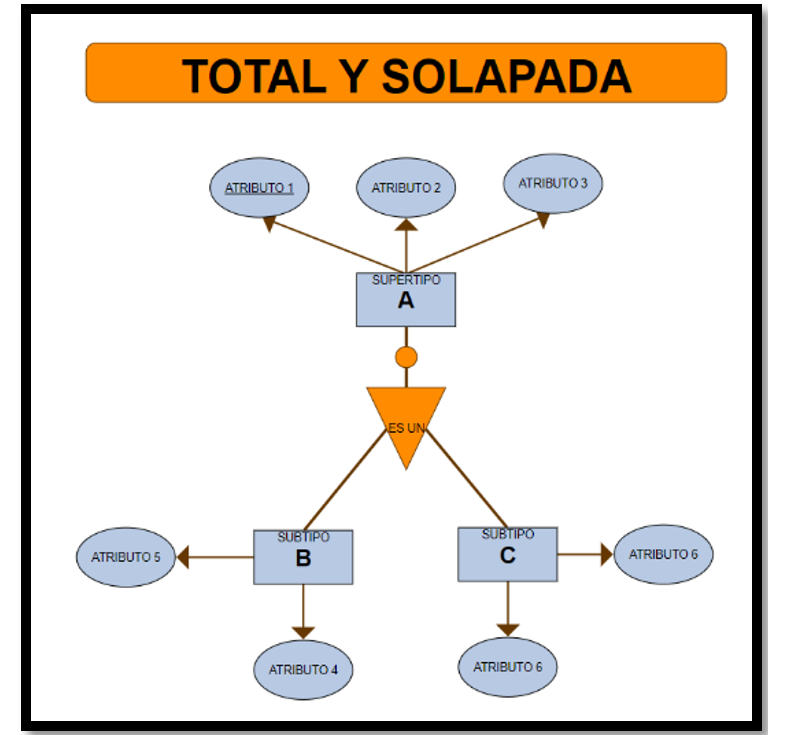 TOTAL Y SOLAPADA
ATRIBUTO 1
ATRIBUTO 2
ATRIBUTO 3
SUPERTIPO
A
ES UN
SUBTIPO
B
SUBTIPO
C
ATRIBUTO 5
ATRIBUTO 6
ATRIBUTO 4
ATRIBUTO 6